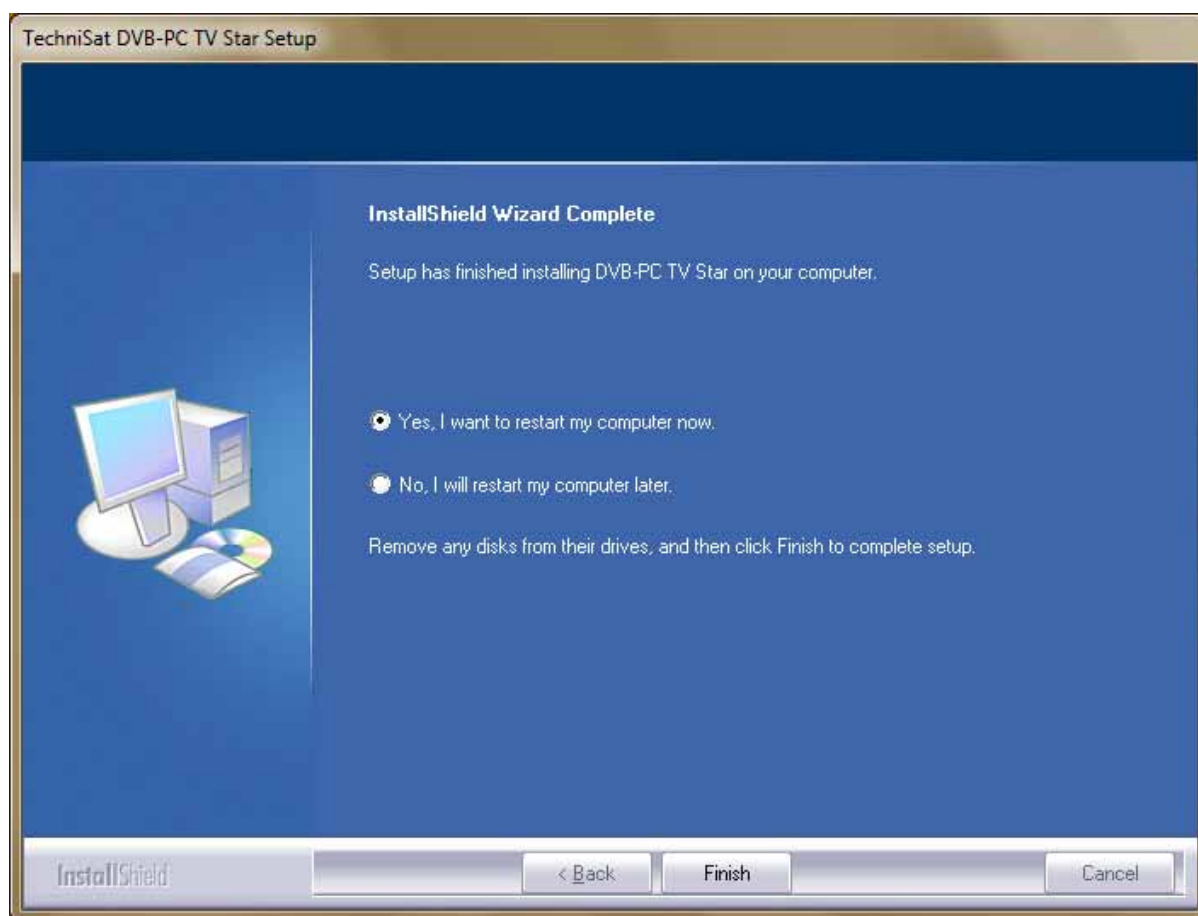 TechniSat DVB-PC TV Star Setup
InstallShield Wizard Complete
Setup has finished installing DVB-PC TV Star on your computer.
Yes, I want to restart my computer now.
No, I will restart my computer later.
Remove any disks from their drives, and then click Finish to complete setup.
InstallShield
< Back
Finish
Cancel